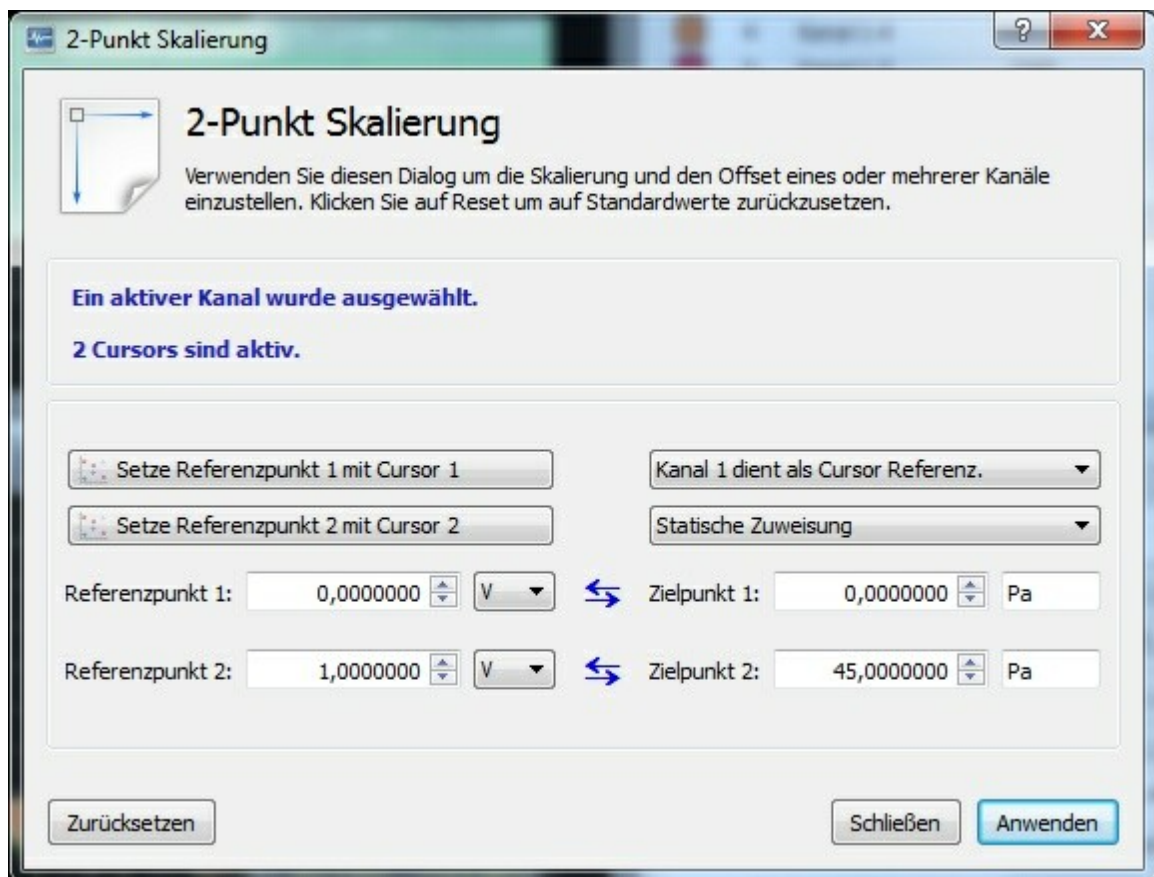 2-Punkt Skalierung
2-Punkt Skalierung
Verwenden Sie diesen Dialog um die Skalierung und den Offset eines oder mehrerer Kanäle
einzustellen. Klicken Sie auf Reset um auf Standardwerte zurückzusetzen.
Ein aktiver Kanal wurde ausgewählt.
2 Cursors sind aktiv.
Setze Referenzpunkt 1 mit Cursor 1
Kanal 1 dient als Cursor Referenz.
Setze Referenzpunkt 2 mit Cursor 2
Statische Zuweisung
Referenzpunkt 1: 0,0000000 V Zielpunkt 1: 0,0000000 Pa
Referenzpunkt 2: 1,0000000 V Zielpunkt 2: 45,0000000 Pa
Zurücksetzen
Schließen
Anwenden